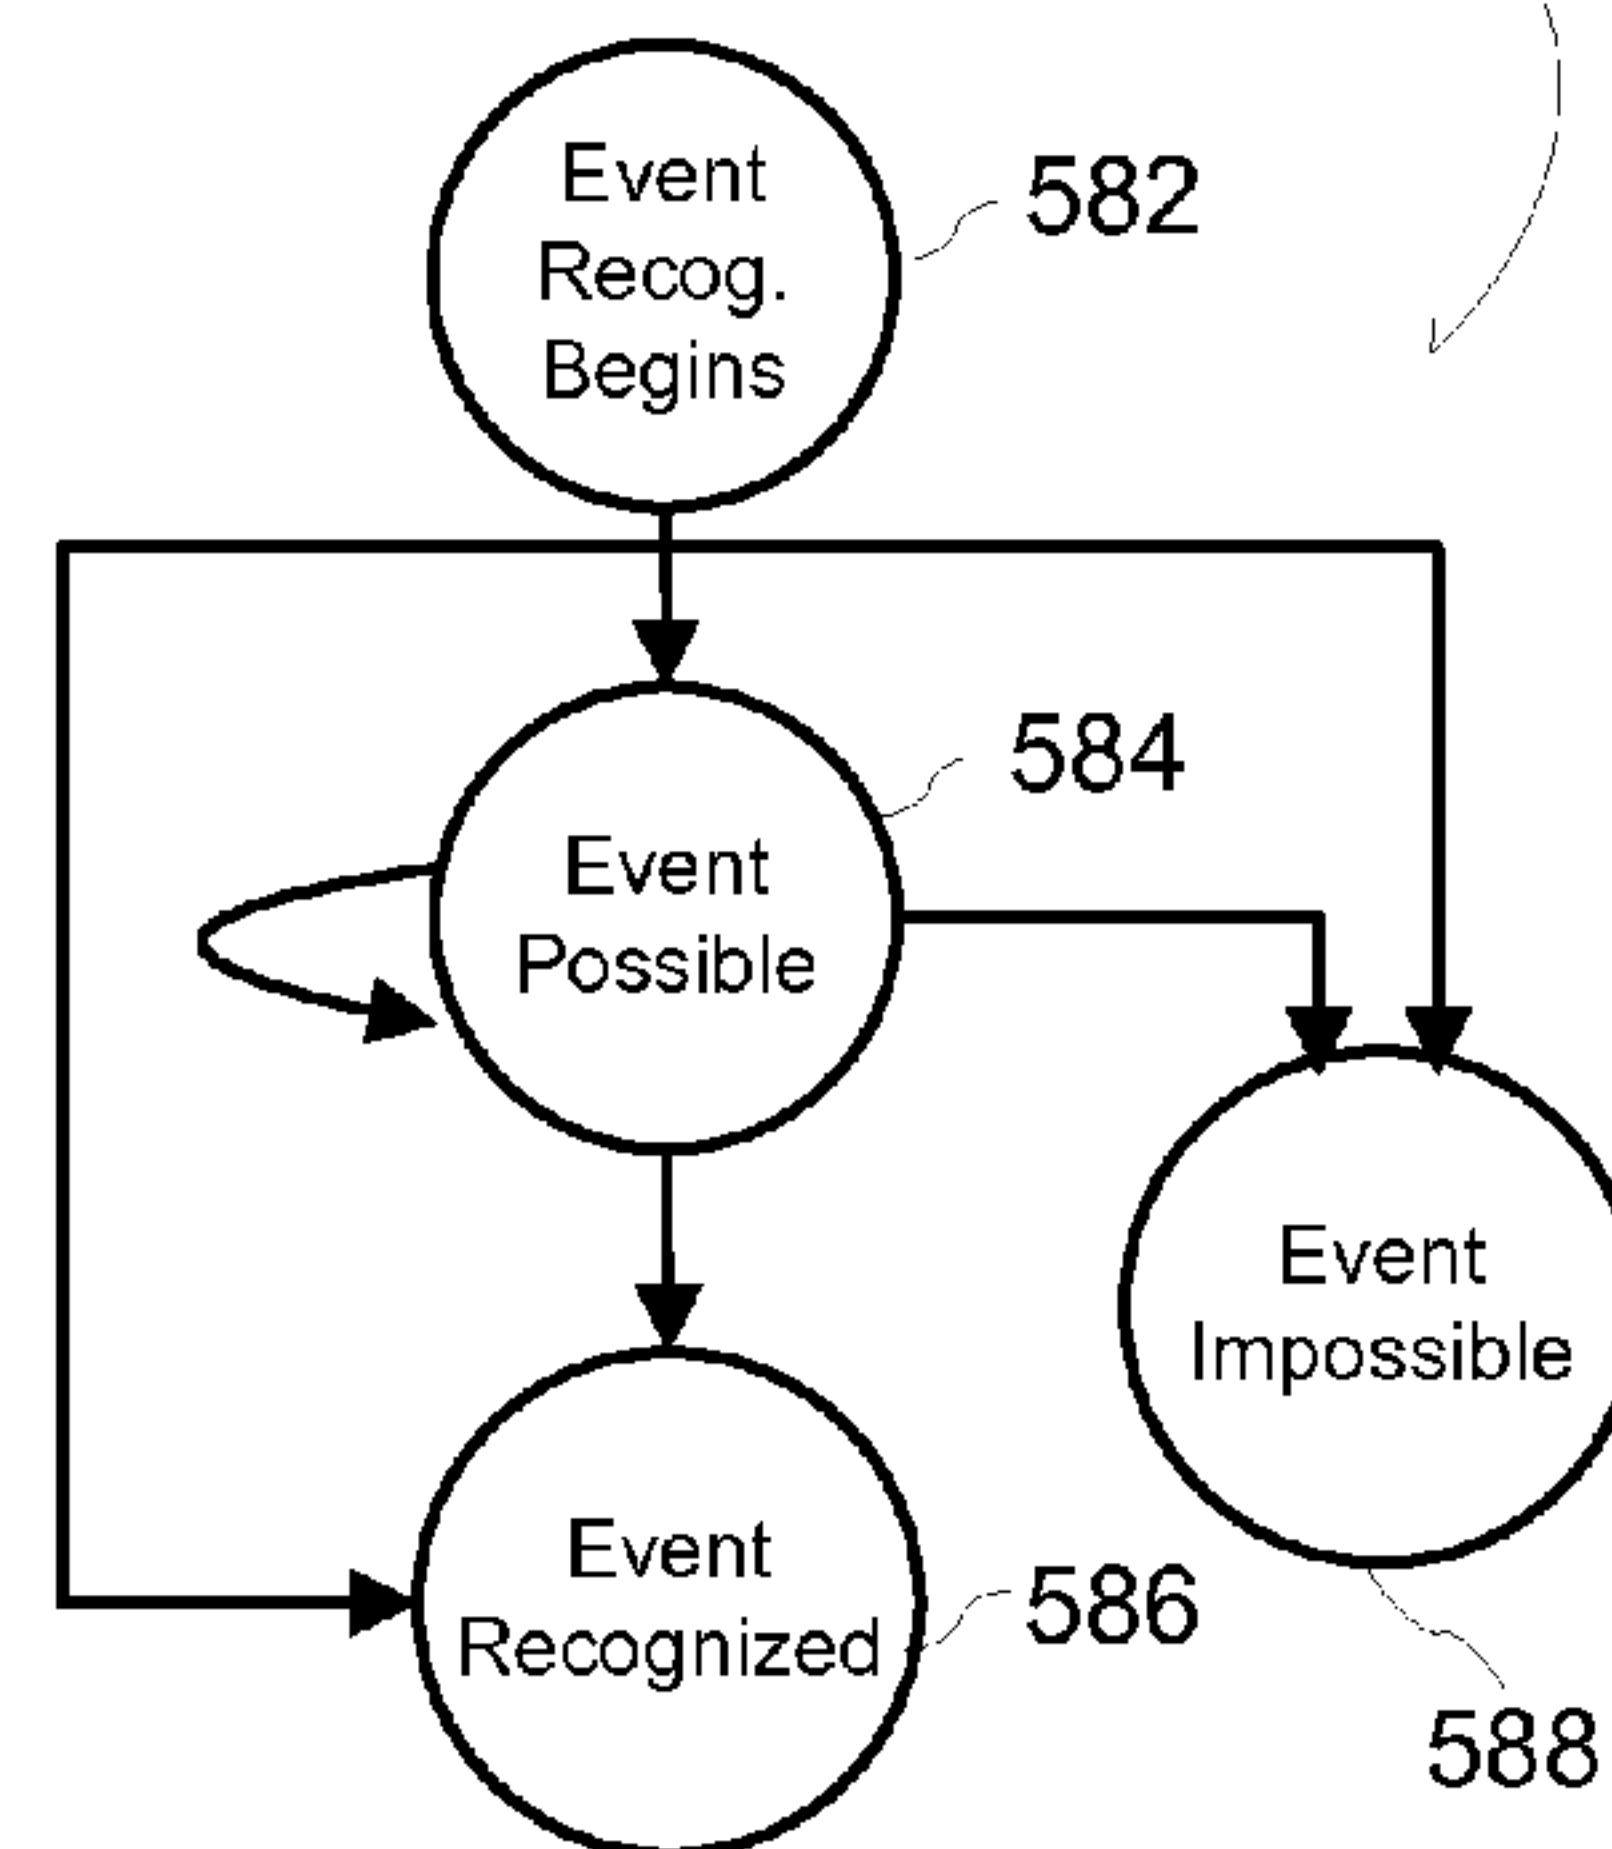 Event
Recog.
Begins
582
584
Event
Possible
Event
Impossible
Event
Recognized
586
588